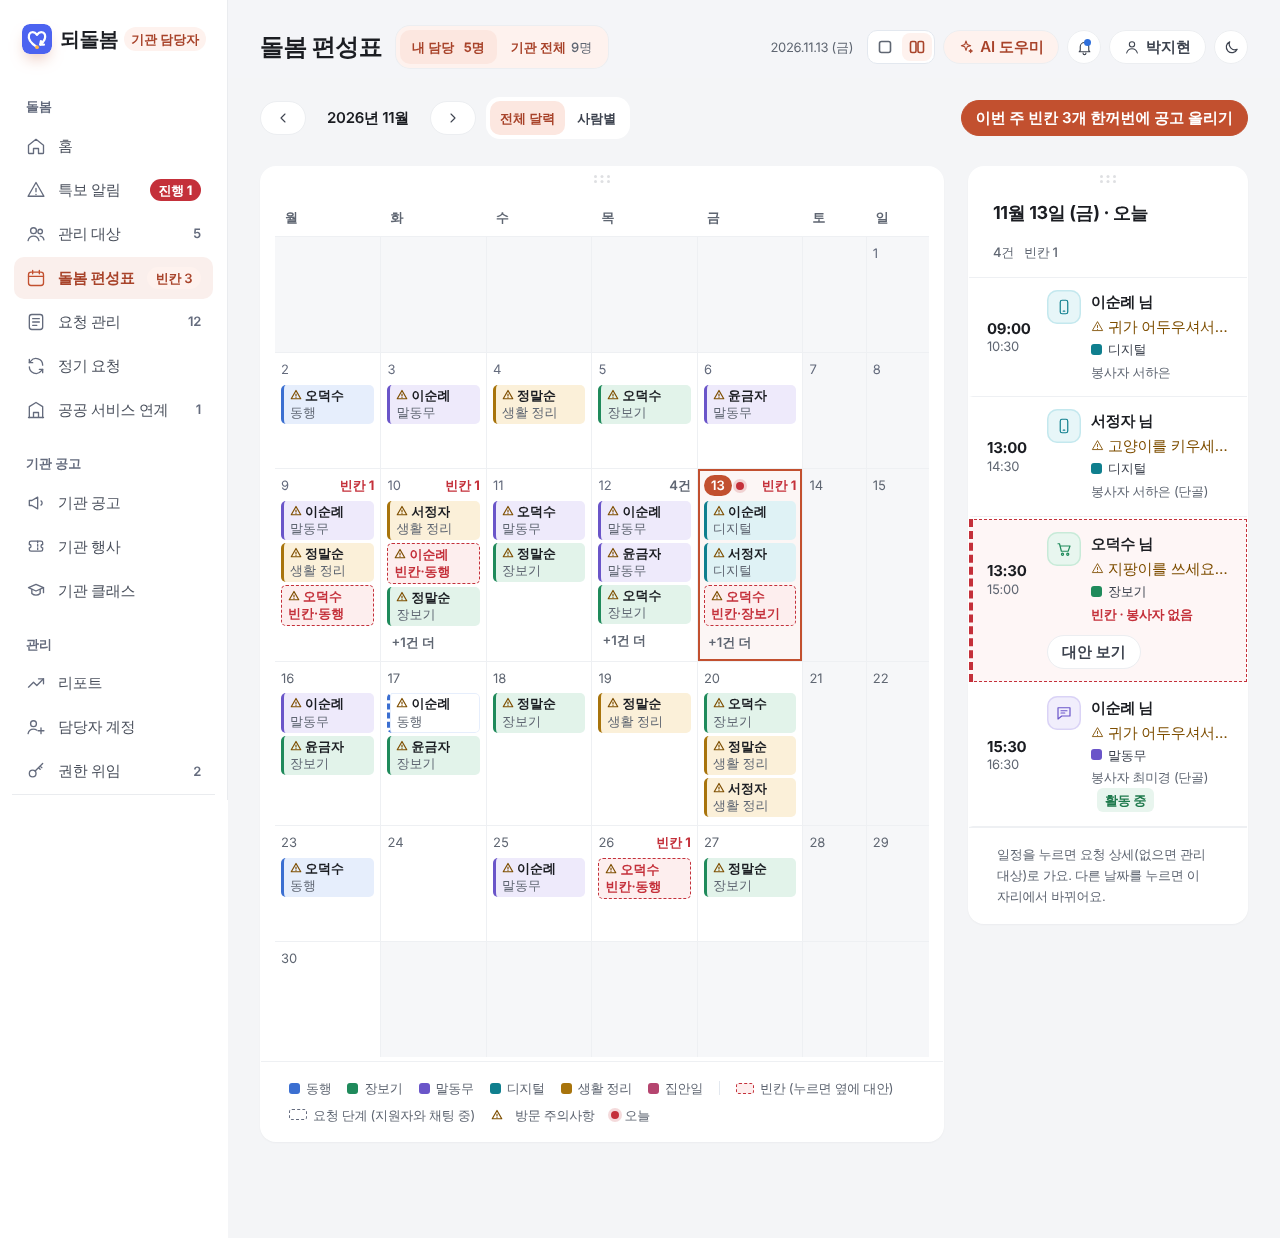 되돌봄 기관 담당자
돌봄
홈
특보 알림 진행 1
관리 대상 5
돌봄 편성표 빈칸 3
요청 관리 12
정기 요청
공공 서비스 연계 1
기관 공고
기관 공고
기관 행사
기관 클래스
관리
리포트
담당자 계정
권한 위임 2
돌봄 편성표 내 담당 5명 기관 전체 9명 2026.11.13 (금) AI 도우미 박지현
2026년 11월 전체 달력 사람별 이번 주 빈칸 3개 한꺼번에 공고 올리기
월 화 수 목 금 토 일
1
2 3 4 5 6 7 8
오덕수 이순례 정말순 오덕수 윤금자
동행 말동무 생활 정리 장보기 말동무
9 빈칸 1 10 빈칸 1 11 12 4건 13 빈칸 1 14 15
이순례 서정자 오덕수 이순례 이순례
말동무 생활 정리 말동무 말동무 디지털
정말순 이순례 정말순 윤금자 서정자
생활 정리 빈칸·동행 장보기 말동무 디지털
오덕수 정말순 오덕수 오덕수
빈칸·동행 장보기 장보기 빈칸·장보기
+1건 더 +1건 더 +1건 더
16 17 18 19 20 21 22
이순례 이순례 정말순 정말순 오덕수
말동무 동행 장보기 생활 정리 장보기
윤금자 윤금자 정말순
장보기 장보기 생활 정리
서정자
생활 정리
23 24 25 26 빈칸 1 27 28 29
오덕수 이순례 오덕수 정말순
동행 말동무 빈칸·동행 장보기
30
동행 장보기 말동무 디지털 생활 정리 집안일 빈칸 (누르면 옆에 대안)
요청 단계 (지원자와 채팅 중) 방문 주의사항 오늘
11월 13일 (금) · 오늘
4건 빈칸 1
09:00
10:30
이순례 님
귀가 어두우셔서…
디지털
봉사자 서하은
13:00
14:30
서정자 님
고양이를 키우세…
디지털
봉사자 서하은 (단골)
13:30
15:00
오덕수 님
지팡이를 쓰세요…
장보기
빈칸 · 봉사자 없음
대안 보기
15:30
16:30
이순례 님
귀가 어두우셔서…
말동무
봉사자 최미경 (단골)
활동 중
일정을 누르면 요청 상세(없으면 관리
대상)로 가요. 다른 날짜를 누르면 이
자리에서 바뀌어요.